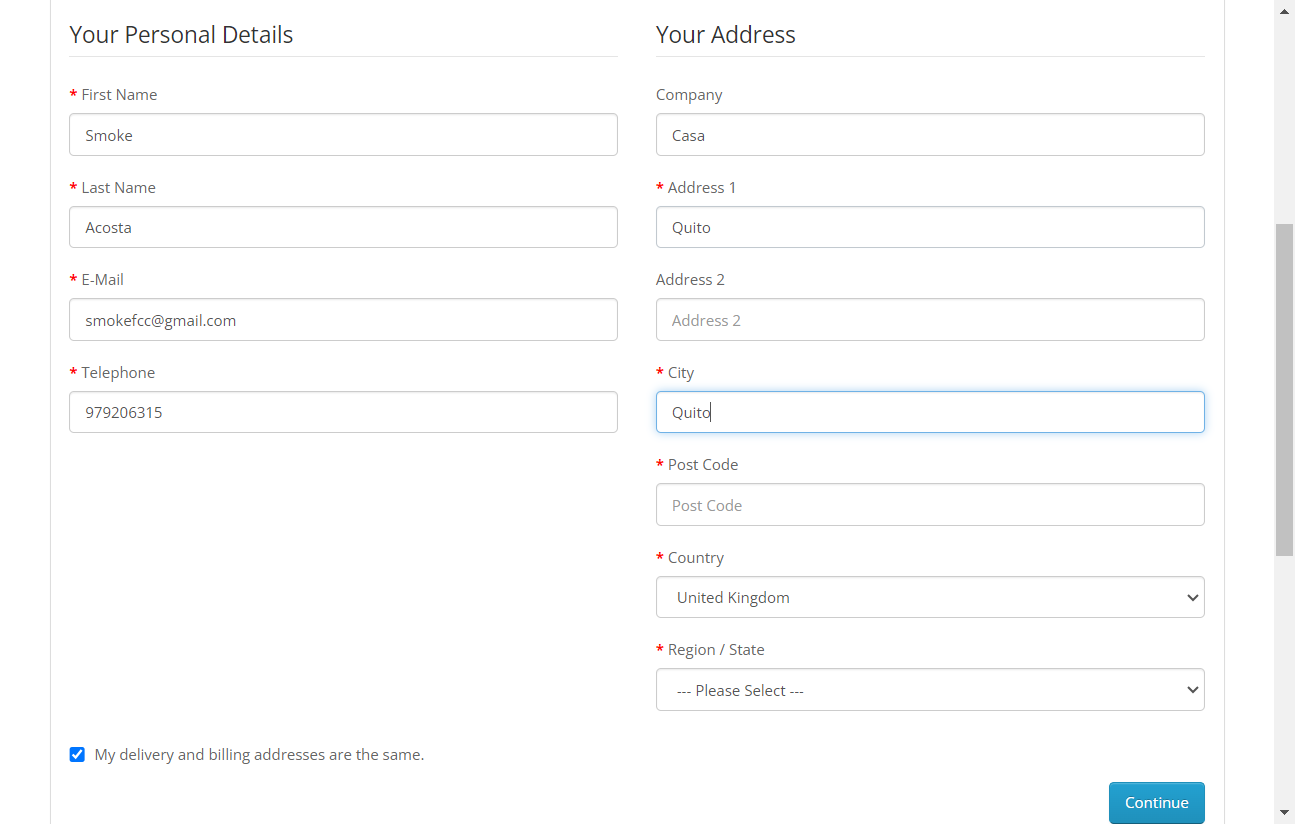 Your Personal Details
* First Name
Smoke
* Last Name
Acosta
* E-Mail
smokefcc@gmail.com
* Telephone
979206315
Your Address
Company
Casa
* Address 1
Quito
Address 2
Address 2
* City
Quito
* Post Code
Post Code
* Country
United Kingdom
* Region / State
--- Please Select ---
My delivery and billing addresses are the same.
Continue